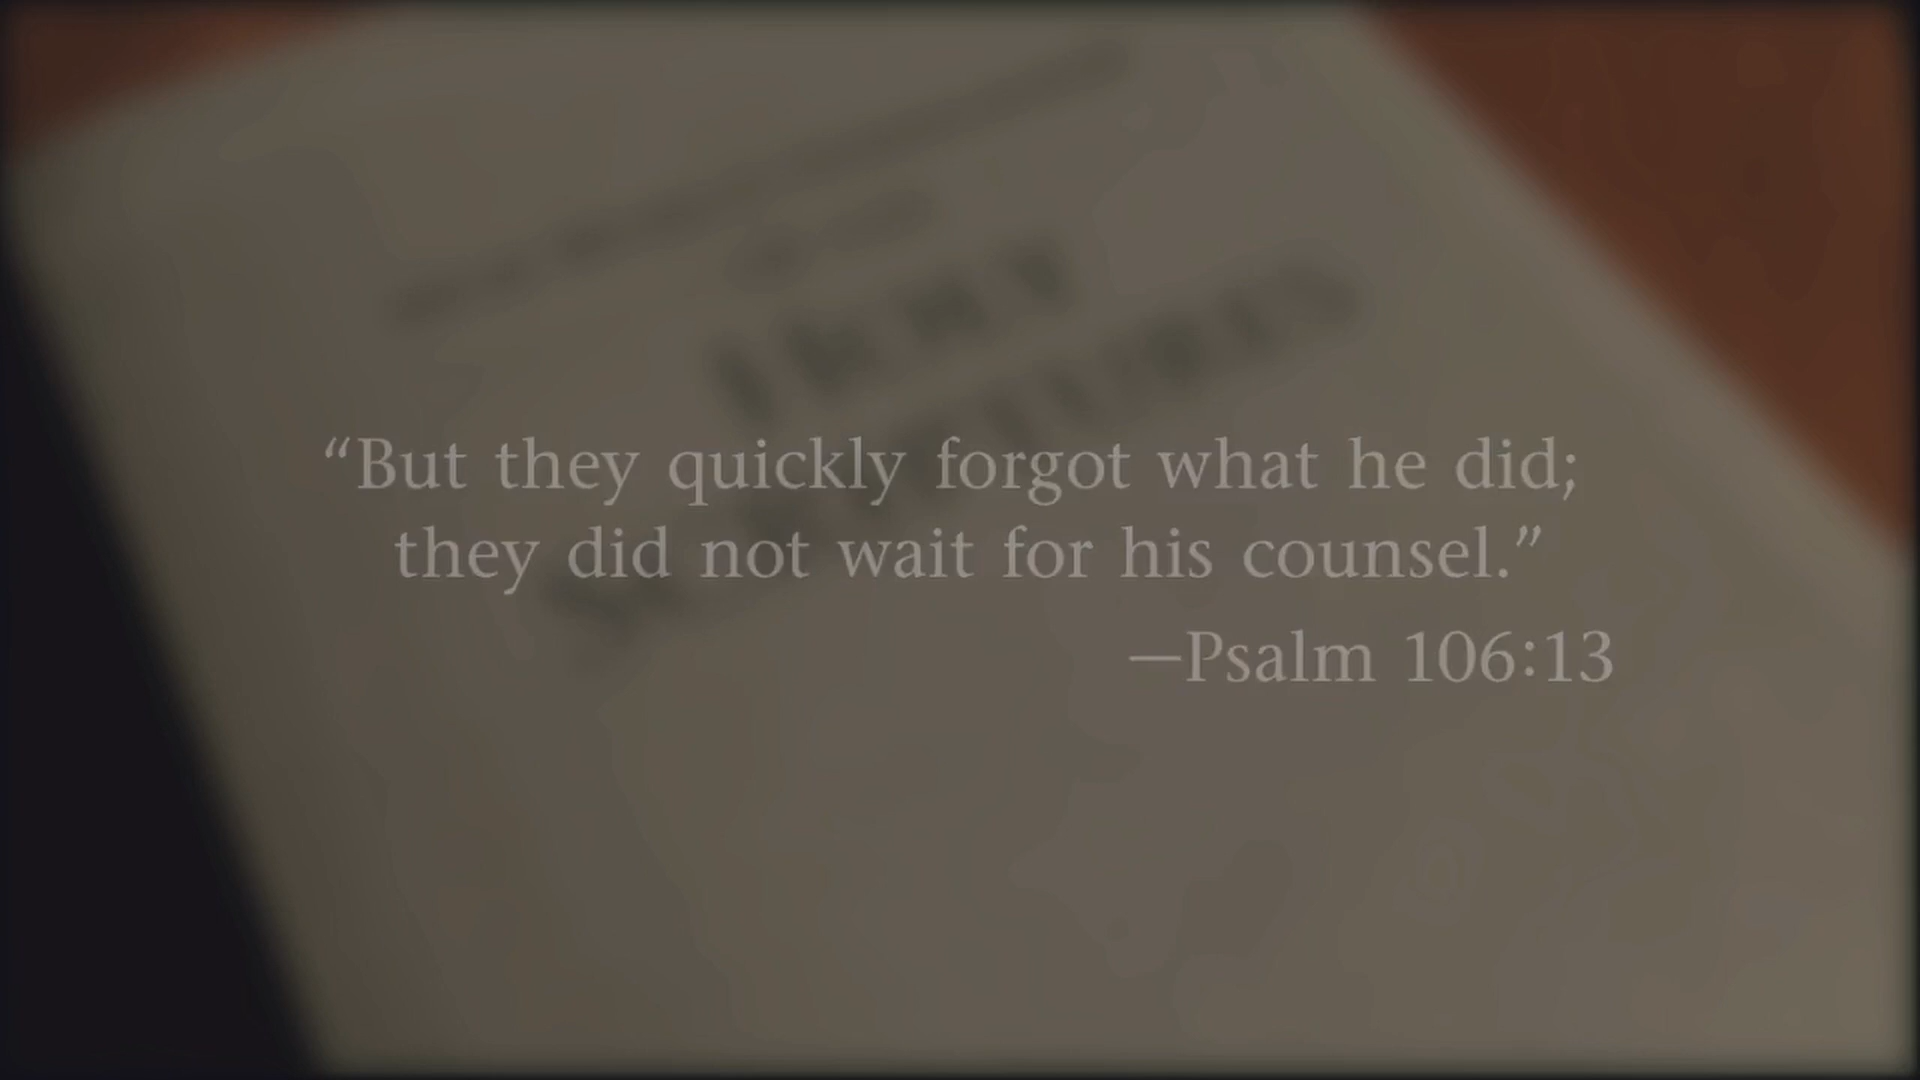 “But they quickly forgot what he did;
they did not wait for his counsel.”
—Psalm 106:13